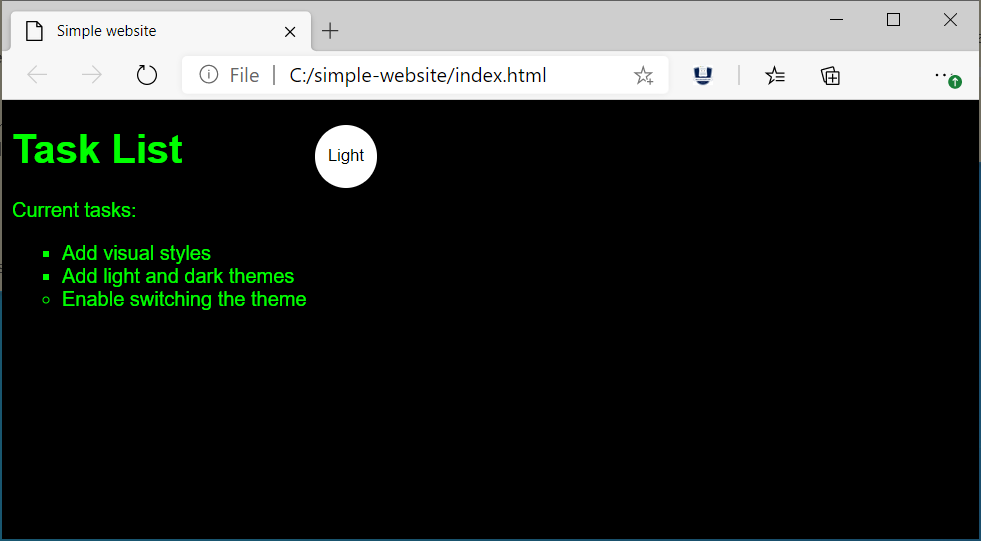 Simple website
File | C:/simple-website/index.html
Task List
Light
Current tasks:
Add visual styles
Add light and dark themes
Enable switching the theme